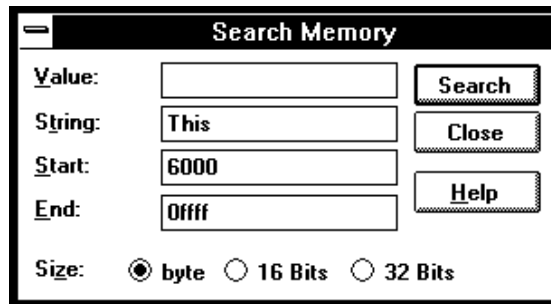 Search Memory
Value:
Search
String: This
Close
Start: 6000
Help
End: 0ffff
Size: byte 16 Bits 32 Bits